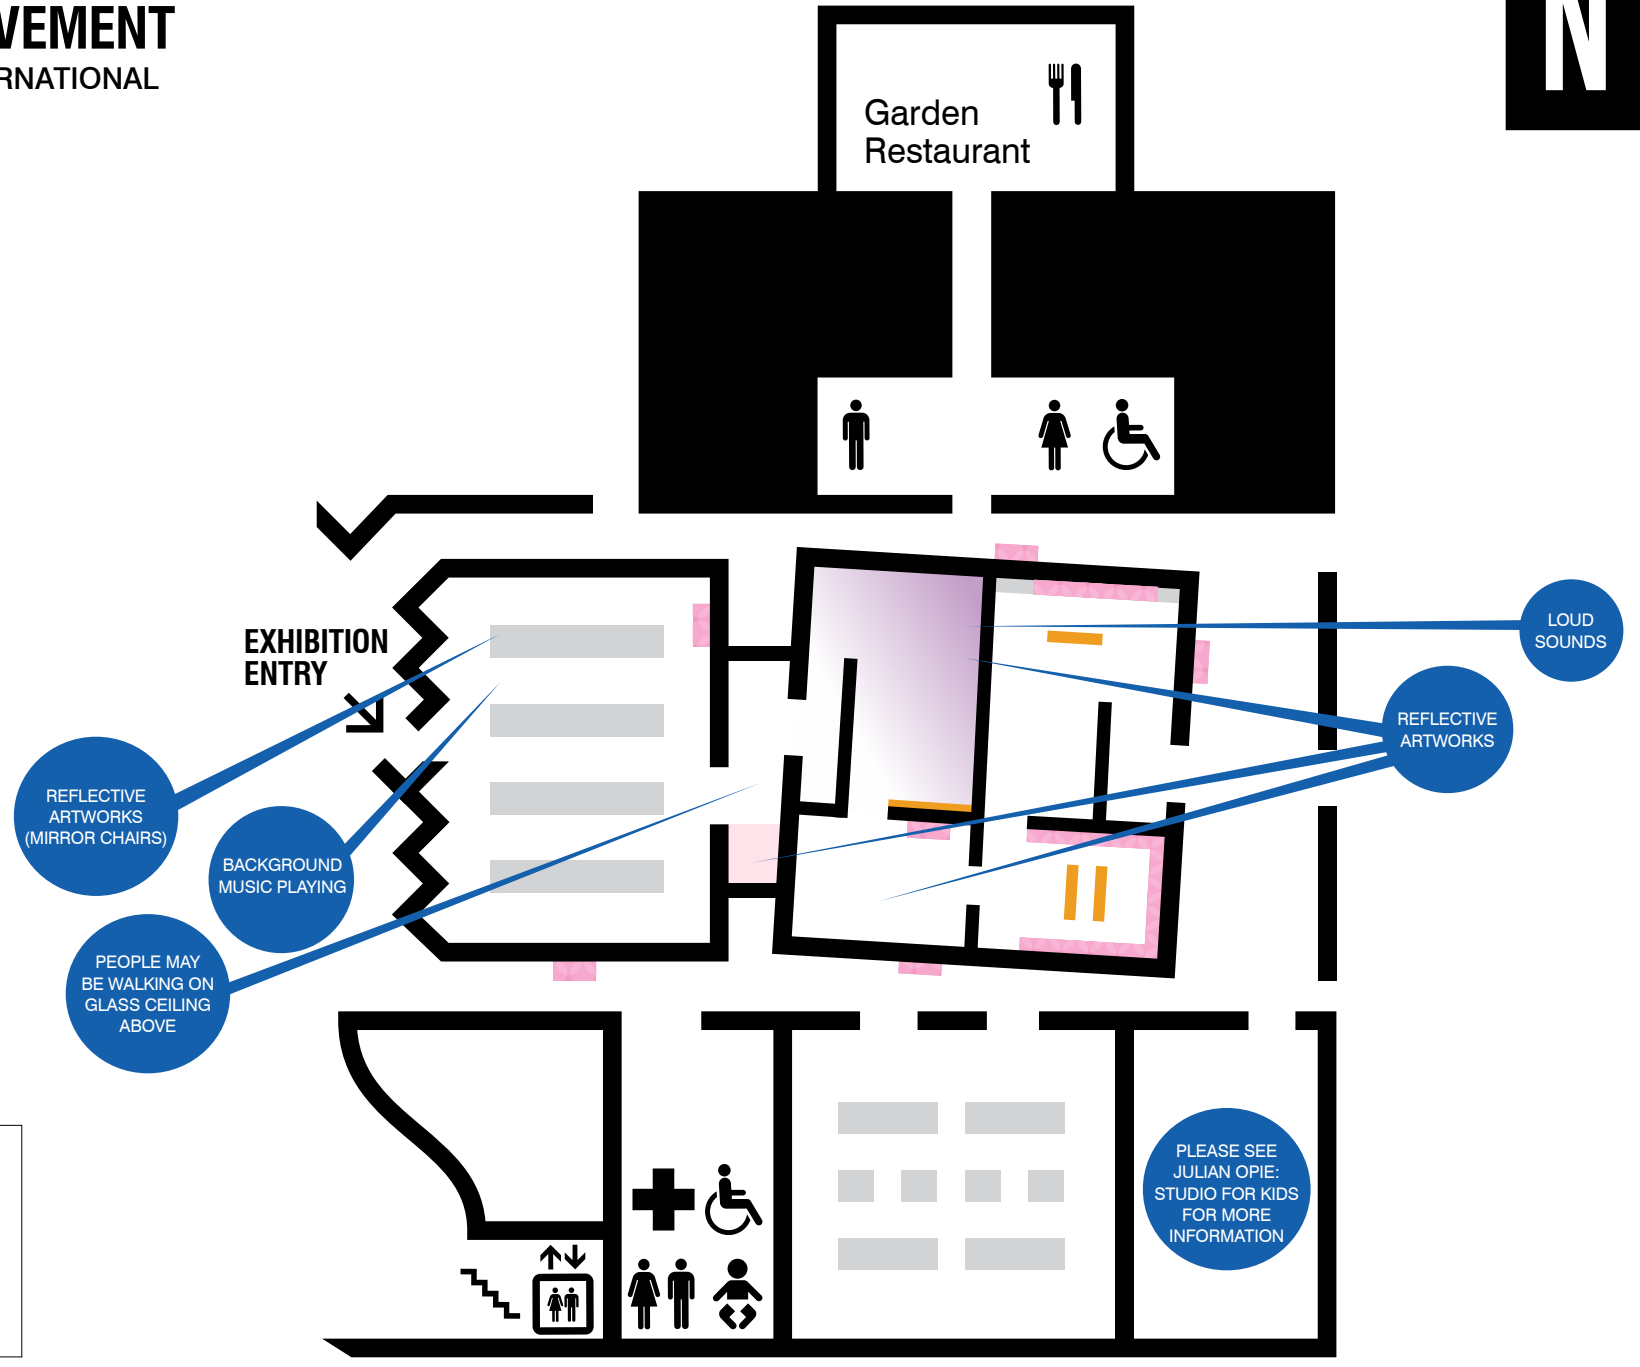 VEMENT
RNATIONAL
N
Garden
Restaurant
EXHIBITION
ENTRY
LOUD
SOUNDS
REFLECTIVE
ARTWORKS
REFLECTIVE
ARTWORKS
(MIRROR CHAIRS)
BACKGROUND
MUSIC PLAYING
PEOPLE MAY
BE WALKING ON
GLASS CEILING
ABOVE
PLEASE SEE
JULIAN OPIE:
STUDIO FOR KIDS
FOR MORE
INFORMATION